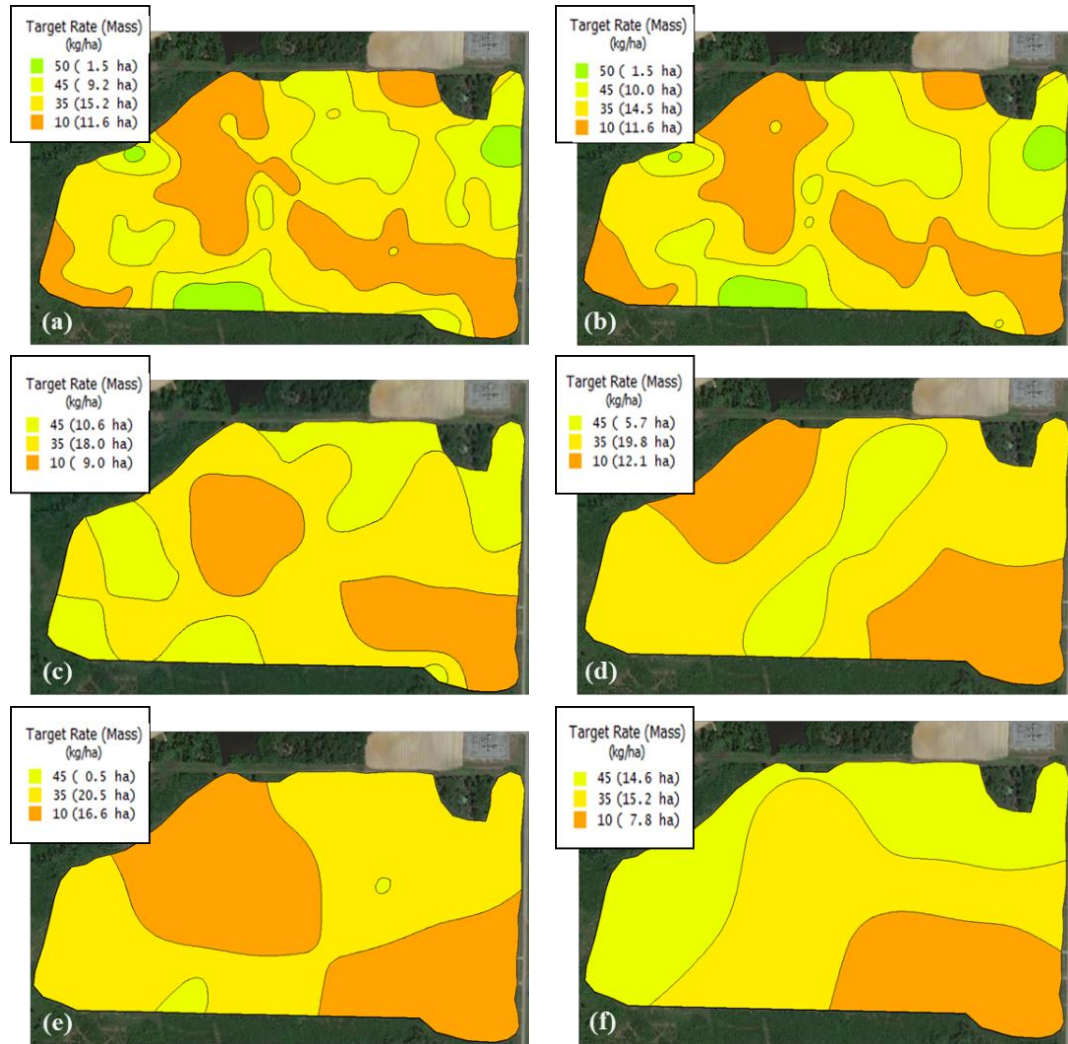 Target Rate (Mass)
(kg/ha)
50 ( 1.5 ha)
45 ( 9.2 ha)
35 (15.2 ha)
10 (11.6 ha)
(a)
Target Rate (Mass)
(kg/ha)
50 ( 1.5 ha)
45 (10.0 ha)
35 (14.5 ha)
10 (11.6 ha)
(b)
Target Rate (Mass)
(kg/ha)
45 (10.6 ha)
35 (18.0 ha)
10 ( 9.0 ha)
(c)
Target Rate (Mass)
(kg/ha)
45 ( 5.7 ha)
35 (19.8 ha)
10 (12.1 ha)
(d)
Target Rate (Mass)
(kg/ha)
45 ( 0.5 ha)
35 (20.5 ha)
10 (16.6 ha)
(e)
Target Rate (Mass)
(kg/ha)
45 (14.6 ha)
35 (15.2 ha)
10 ( 7.8 ha)
(f)